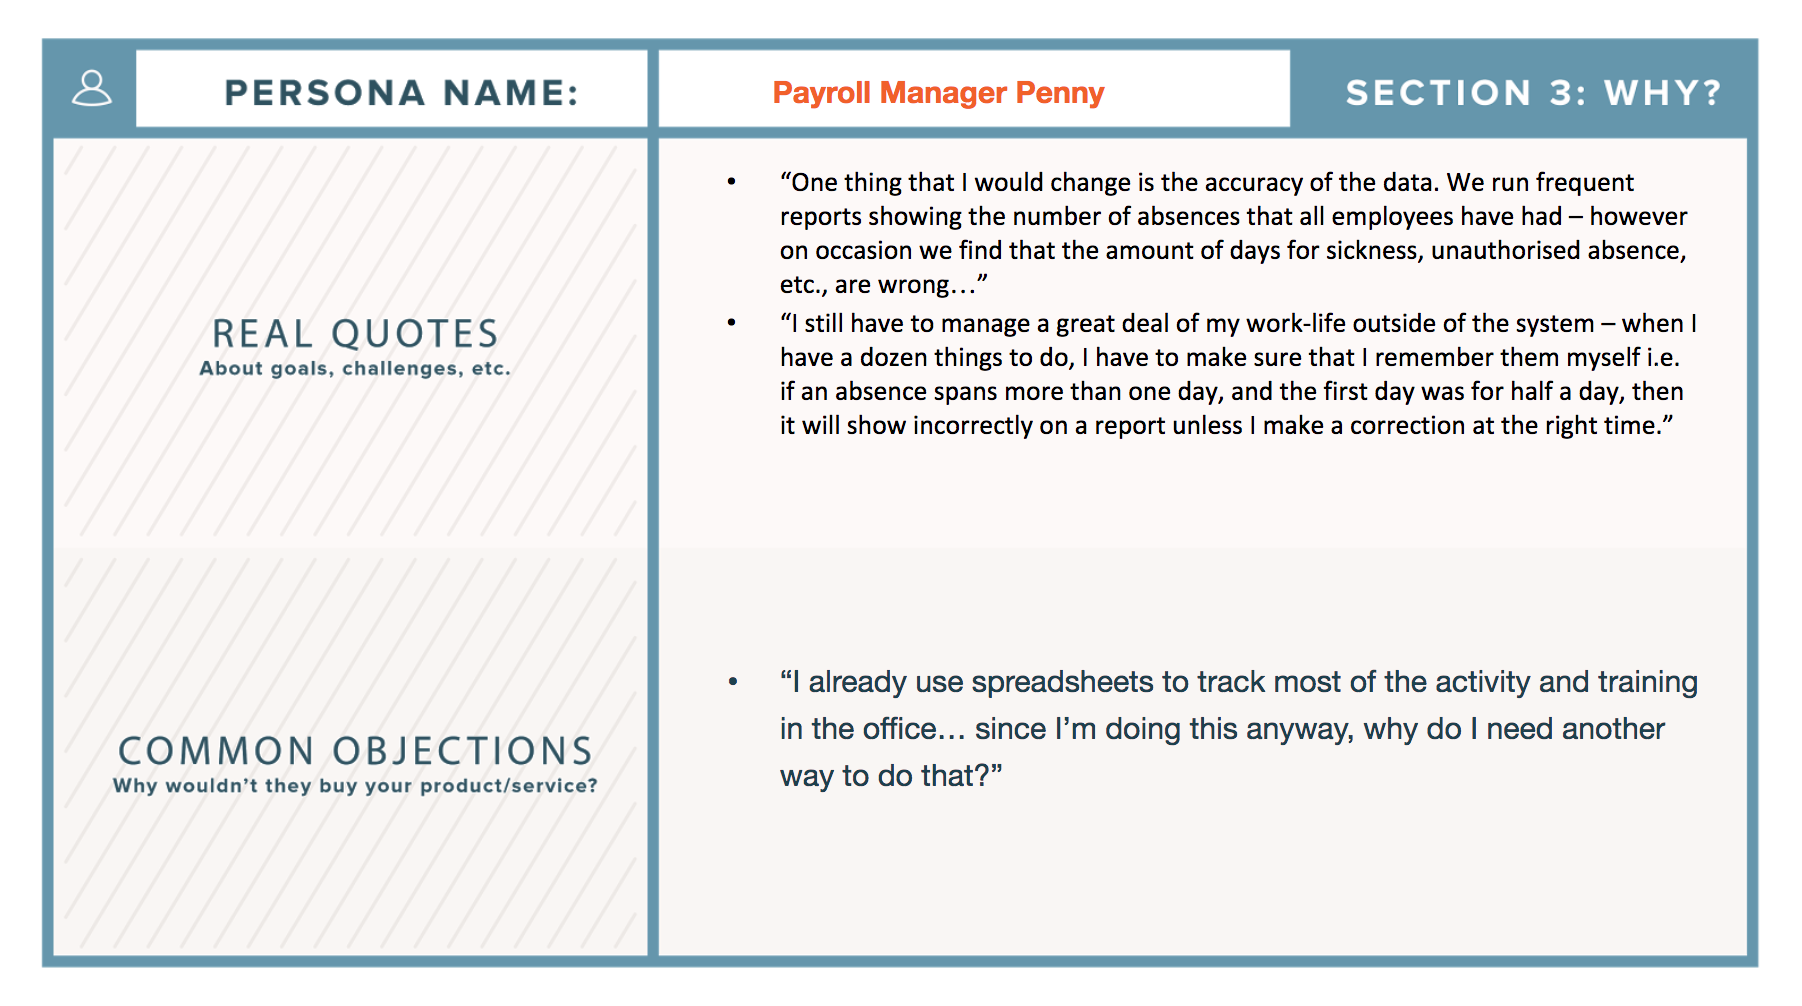 PERSONA NAME:
Payroll Manager Penny
SECTION 3: WHY?
REAL QUOTES
About goals, challenges, etc.
• “One thing that I would change is the accuracy of the data. We run frequent
reports showing the number of absences that all employees have had – however
on occasion we find that the amount of days for sickness, unauthorised absence,
etc., are wrong…”
• “I still have to manage a great deal of my work-life outside of the system – when I
have a dozen things to do, I have to make sure that I remember them myself i.e.
if an absence spans more than one day, and the first day was for half a day, then
it will show incorrectly on a report unless I make a correction at the right time.”
COMMON OBJECTIONS
Why wouldn’t they buy your product/service?
• “I already use spreadsheets to track most of the activity and training
in the office… since I’m doing this anyway, why do I need another
way to do that?”